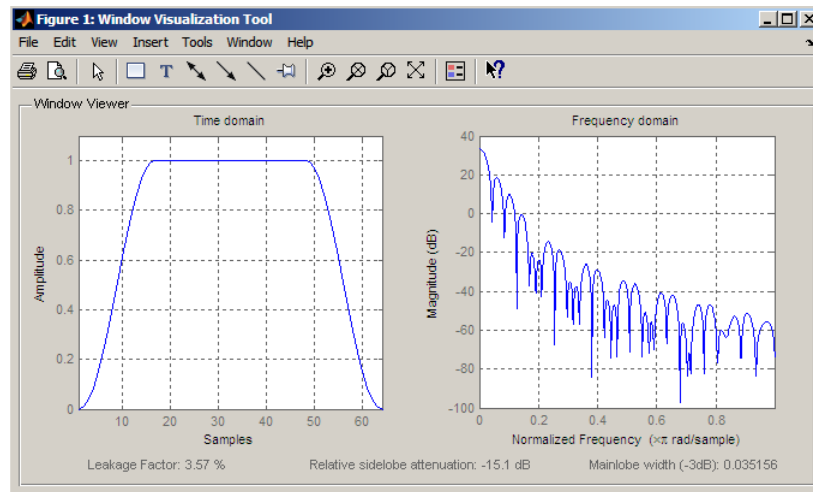 Figure 1: Window Visualization Tool
File Edit View Insert Tools Window Help
Window Viewer
Time domain
Amplitude
1
0.8
0.6
0.4
0.2
0
10 20 30 40 50 60
Samples
Frequency domain
Magnitude (dB)
40
20
0
-20
-40
-60
-80
-100
0 0.2 0.4 0.6 0.8
Normalized Frequency (×π rad/sample)
Leakage Factor: 3.57 % Relative sidelobe attenuation: -15.1 dB Mainlobe width (-3dB): 0.035156